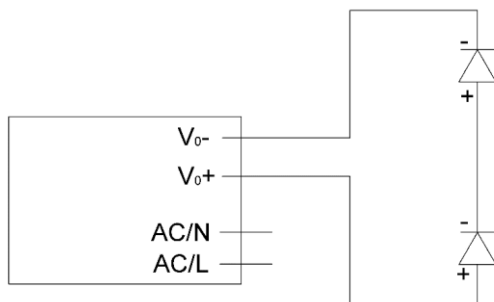 V₀-
V₀+
AC/N
AC/L
-
+
-
+